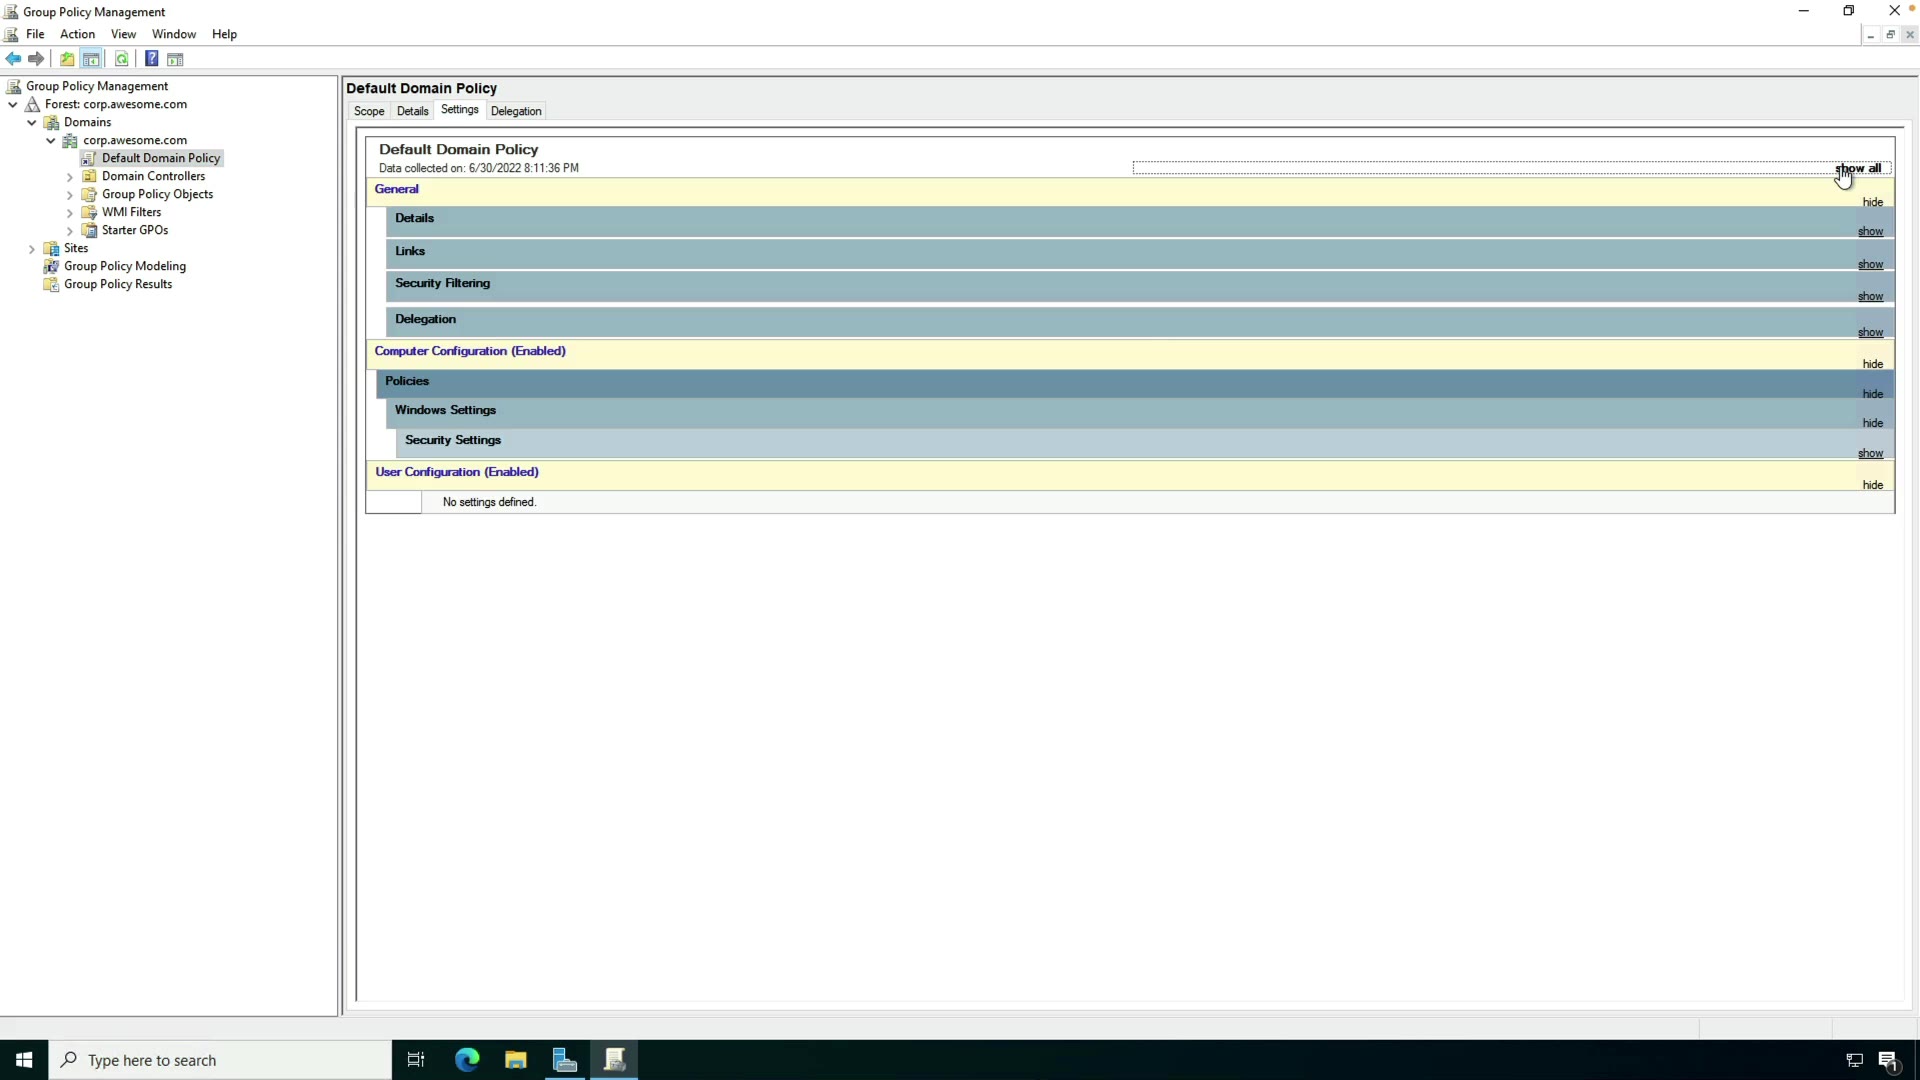 Group Policy Management
File Action View Window Help
Group Policy Management
Forest: corp.awesome.com
Domains
corp.awesome.com
Default Domain Policy
Domain Controllers
Group Policy Objects
WMI Filters
Starter GPOs
Sites
Group Policy Modeling
Group Policy Results
Default Domain Policy
Scope Details Settings Delegation
Default Domain Policy
Data collected on: 6/30/2022 8:11:36 PM
show all
General
hide
Details
show
Links
show
Security Filtering
show
Delegation
show
Computer Configuration (Enabled)
hide
Policies
hide
Windows Settings
hide
Security Settings
show
User Configuration (Enabled)
hide
No settings defined.
Type here to search
1